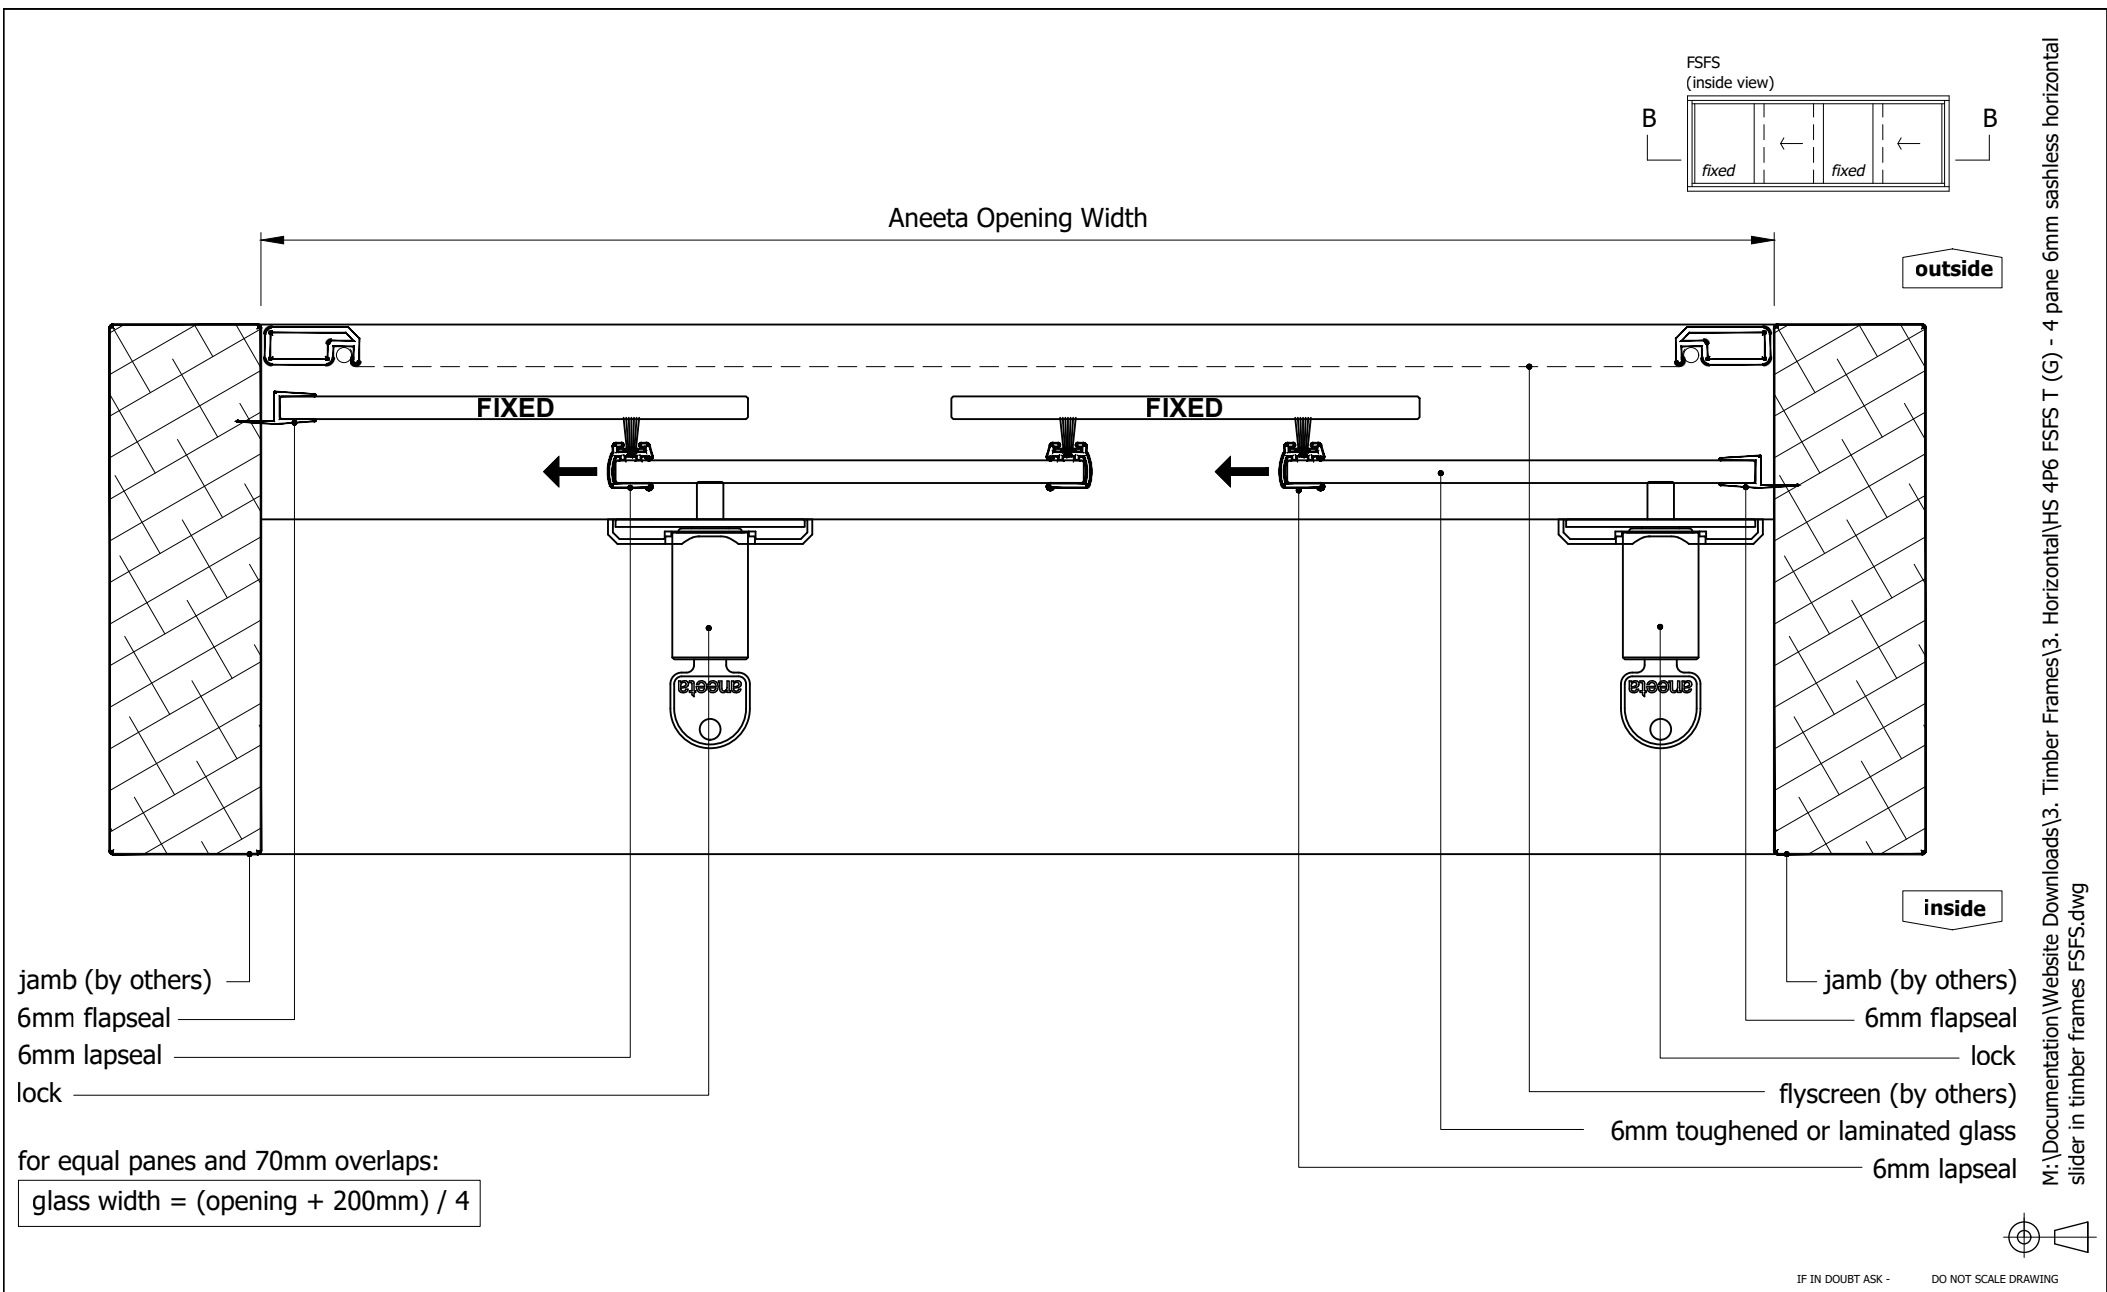 FSFS
(inside view)
B
B
fixed
fixed
Aneeta Opening Width
outside
FIXED
FIXED
aneeta
aneeta
inside
jamb (by others)
6mm flapseal
6mm lapseal
lock
jamb (by others)
6mm flapseal
lock
flyscreen (by others)
6mm toughened or laminated glass
6mm lapseal
for equal panes and 70mm overlaps:
glass width = (opening + 200mm) / 4
M:\Documentation\Website Downloads\3. Timber Frames\3. Horizontal\HS 4P6 FSFS T (G) - 4 pane 6mm sashless horizontal
slider in timber frames FSFS.dwg
IF IN DOUBT ASK - DO NOT SCALE DRAWING